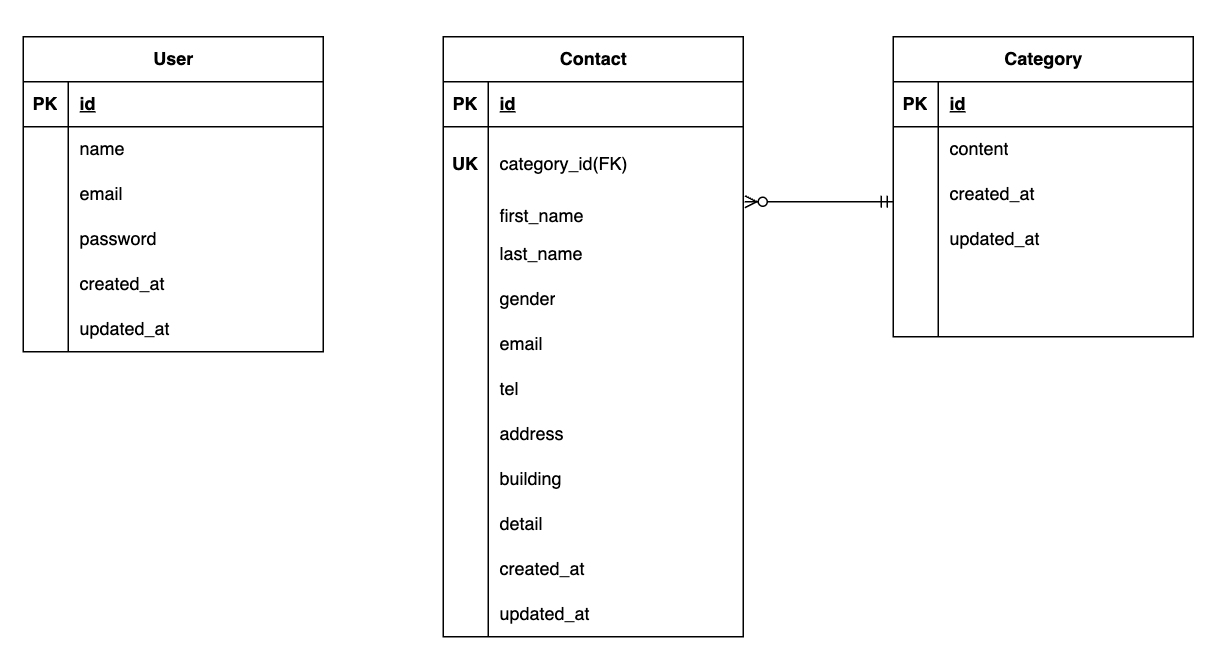 User
PK id
name
email
password
created_at
updated_at
Contact
PK id
UK category_id(FK)
first_name
last_name
gender
email
tel
address
building
detail
created_at
updated_at
Category
PK id
content
created_at
updated_at